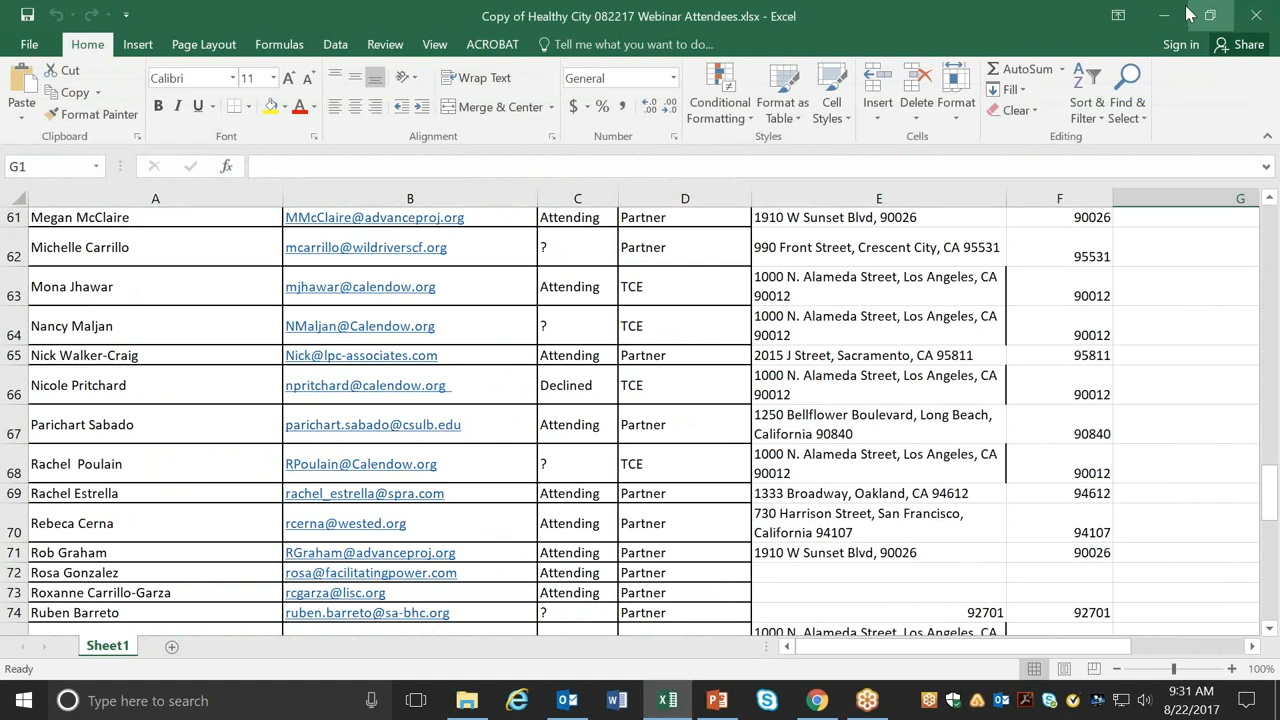 Copy of Healthy City 082217 Webinar Attendees.xlsx - Excel
File Home Insert Page Layout Formulas Data Review View ACROBAT Tell me what you want to do... Sign in Share
Paste
Cut
Copy
Format Painter
Clipboard
Calibri 11
A A
B I U
A
Font
Wrap Text
Merge & Center
Alignment
General
$ % ,
Number
Conditional Formatting
Format as Table
Cell Styles
Styles
Insert Delete Format
Cells
AutoSum
Fill
Clear
Sort & Filter
Find & Select
Editing
G1 fx
A B C D E F G
61 Megan McClaire MMcClaire@advanceproj.org Attending Partner 1910 W Sunset Blvd, 90026 90026
62 Michelle Carrillo mcarrillo@wildriverscf.org ? Partner 990 Front Street, Crescent City, CA 95531 95531
63 Mona Jhawar mjhawar@calendow.org Attending TCE 1000 N. Alameda Street, Los Angeles, CA
90012 90012
64 Nancy Maljan NMaljan@Calendow.org ? TCE 1000 N. Alameda Street, Los Angeles, CA
90012 90012
65 Nick Walker-Craig Nick@lpc-associates.com Attending Partner 2015 J Street, Sacramento, CA 95811 95811
66 Nicole Pritchard npritchard@calendow.org Declined TCE 1000 N. Alameda Street, Los Angeles, CA
90012 90012
67 Parichart Sabado parichart.sabado@csulb.edu Attending Partner 1250 Bellflower Boulevard, Long Beach,
California 90840 90840
68 Rachel Poulain RPoulain@Calendow.org ? TCE 1000 N. Alameda Street, Los Angeles, CA
90012 90012
69 Rachel Estrella rachel_estrella@spra.com Attending Partner 1333 Broadway, Oakland, CA 94612 94612
70 Rebeca Cerna rcerna@wested.org Attending Partner 730 Harrison Street, San Francisco,
California 94107 94107
71 Rob Graham RGraham@advanceproj.org Attending Partner 1910 W Sunset Blvd, 90026 90026
72 Rosa Gonzalez rosa@facilitatingpower.com Attending Partner
73 Roxanne Carrillo-Garza rcgarza@lisc.org Attending Partner
74 Ruben Barreto ruben.barreto@sa-bhc.org ? Partner 92701 92701
1000 N. Alameda Street, Los Angeles, CA
Sheet1
Ready 100%
Type here to search
9:31 AM
8/22/2017